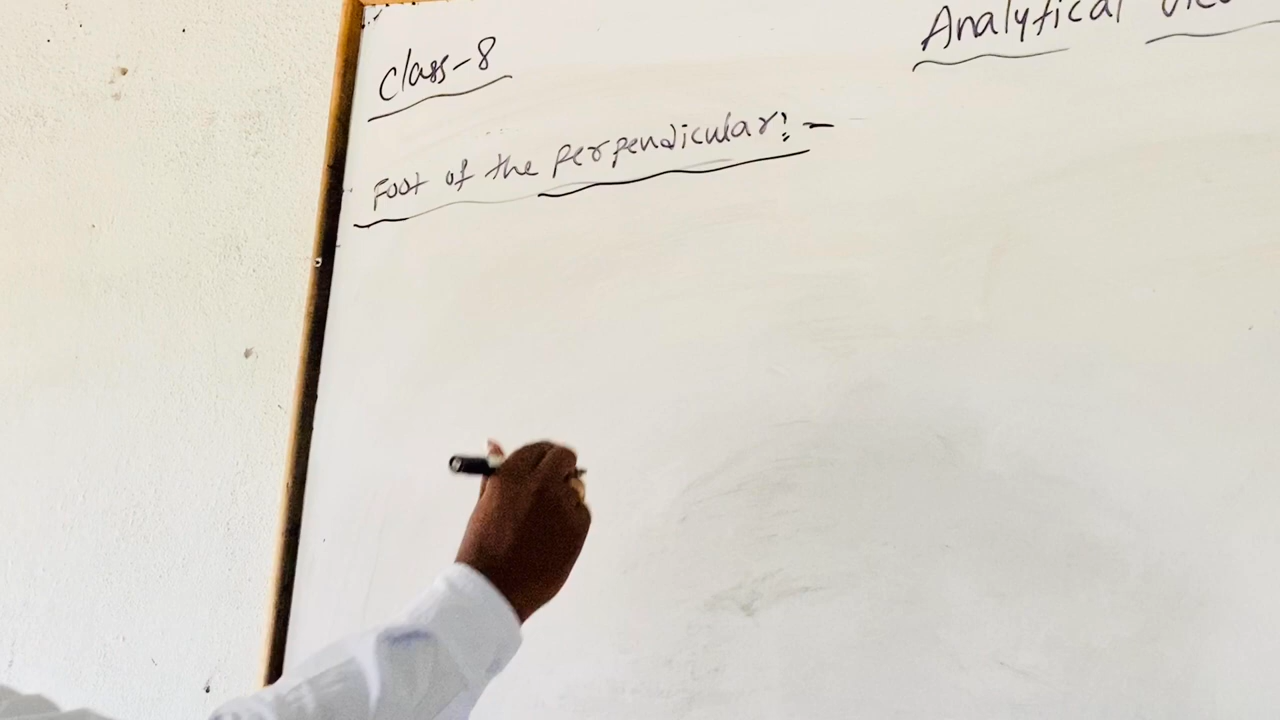 Class-8
Analytical
Foot of the perpendicular:-